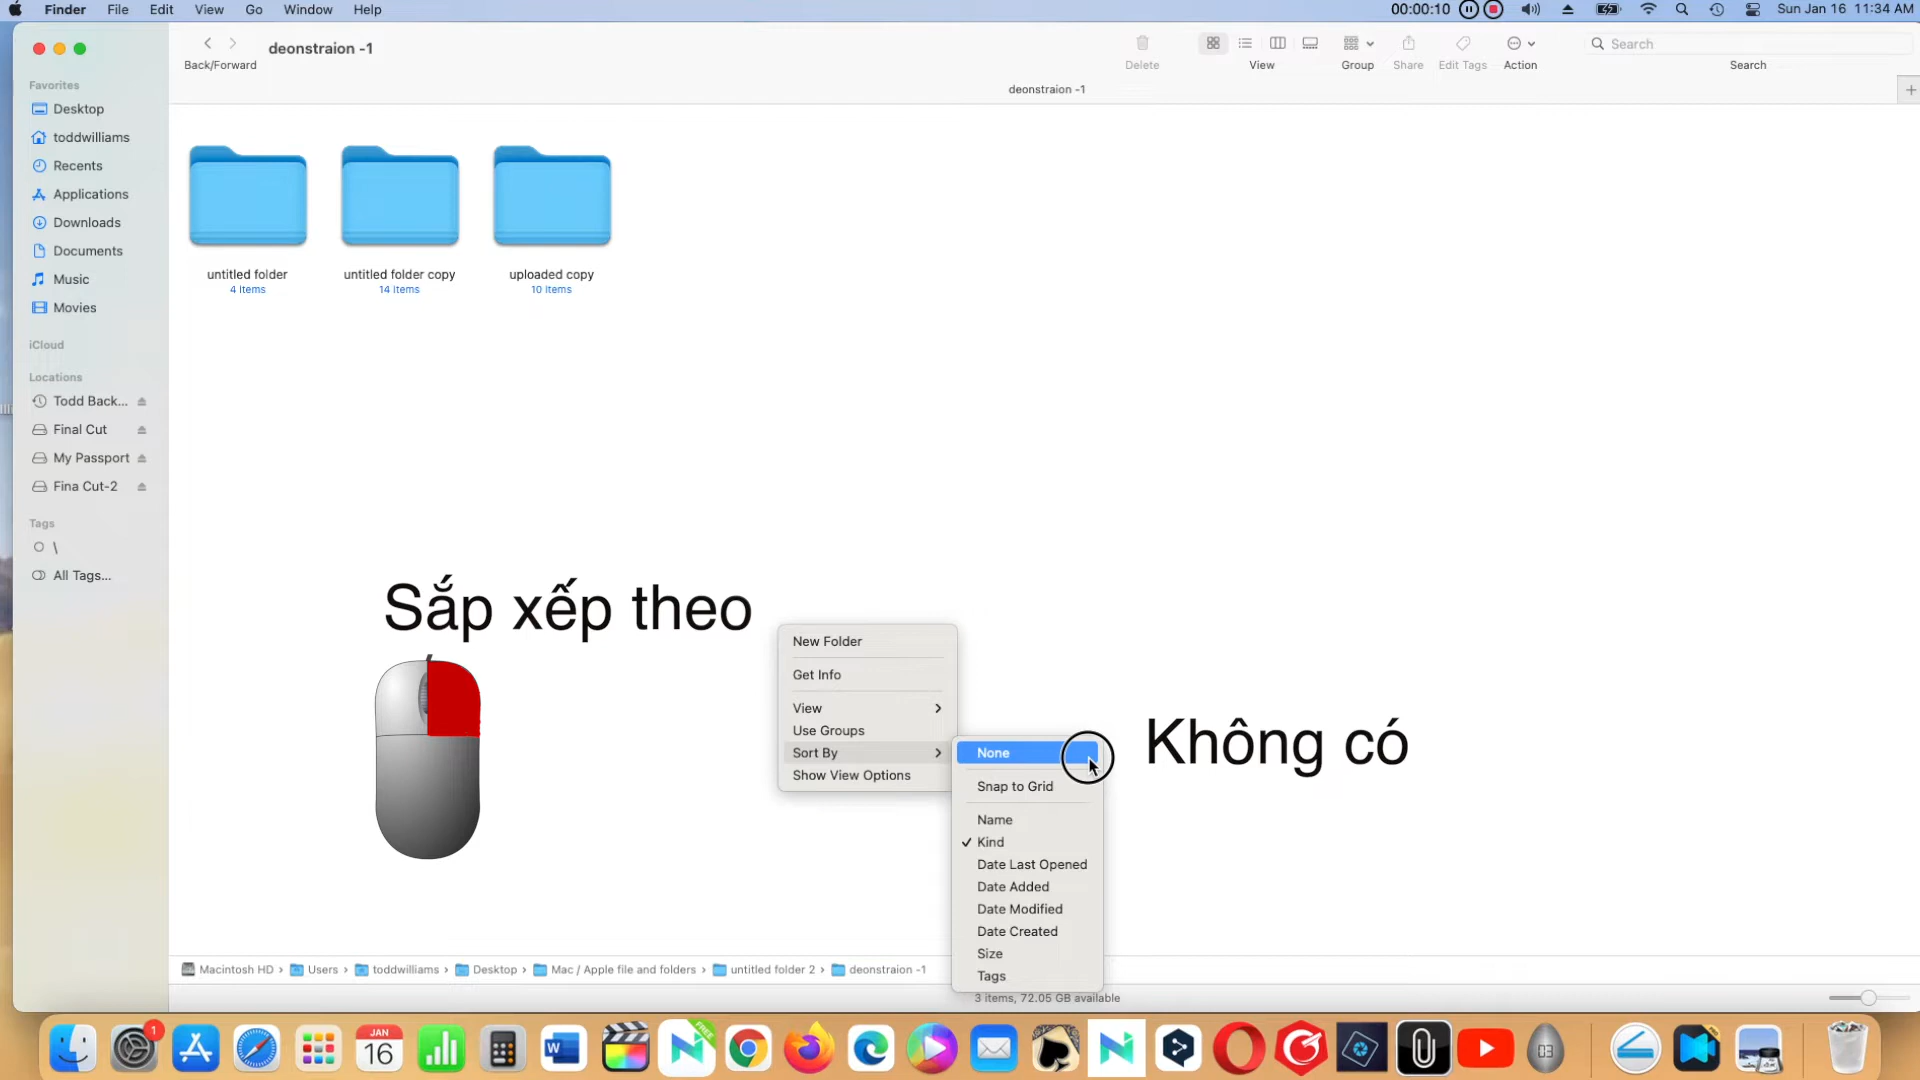 Finder File Edit View Go Window Help 00:00:10 Sun Jan 16 11:34 AM
Back/Forward
deonstraion -1
Delete
View
Group
Share
Edit Tags
Action
Search
Search
deonstraion -1
Favorites
Desktop
toddwilliams
Recents
Applications
Downloads
Documents
Music
Movies
iCloud
Locations
Todd Back...
Final Cut
My Passport
Fina Cut-2
Tags
\
All Tags...
untitled folder
4 items
untitled folder copy
14 items
uploaded copy
10 items
Sắp xếp theo
New Folder
Get Info
View
Use Groups
Sort By
Show View Options
None
Snap to Grid
Name
Kind
Date Last Opened
Date Added
Date Modified
Date Created
Size
Tags
Không có
Macintosh HD › Users › toddwilliams › Desktop › Mac / Apple file and folders › untitled folder 2 › deonstraion -1
3 items, 72.05 GB available
1
JAN
16
W
FREE
03